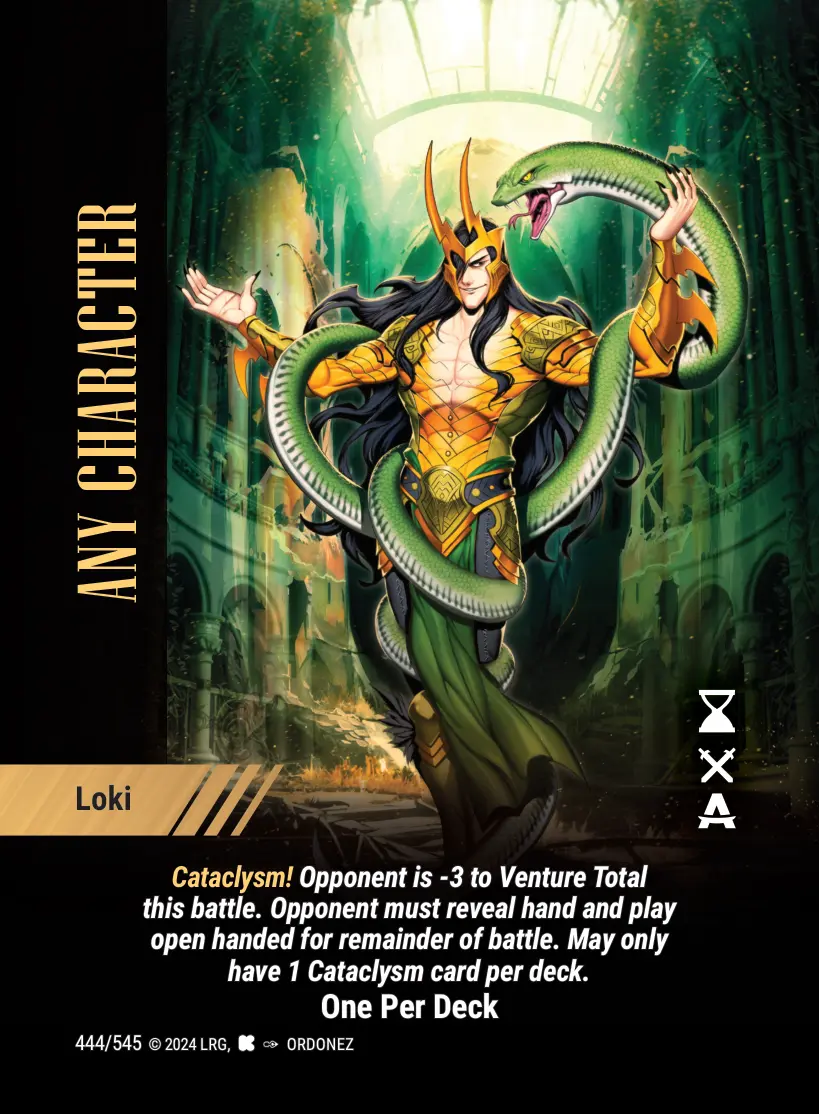 ANY CHARACTER
Loki
Cataclysm! Opponent is -3 to Venture Total
this battle. Opponent must reveal hand and play
open handed for remainder of battle. May only
have 1 Cataclysm card per deck.
One Per Deck
444/545 © 2024 LRG, ORDONEZ